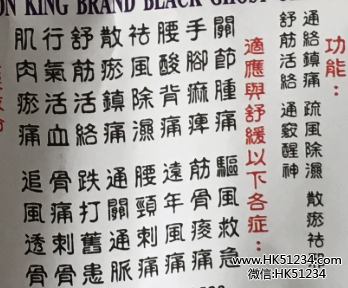 ON KING BRAND BLACK GHOST
功能：
通絡鎮痛 疏風除濕 散瘀祛
舒筋活絡 通竅醒神
適應與舒緩以下各症：
關節腫痛
手腳麻痺
腰酸背痛
祛風除濕
散瘀鎮痛
舒筋活絡
行氣活血
肌肉瘀痛
驅風救急
筋骨痠痛
遠年風痛
腰頸刺痛
通關通脈
跌打舊患
骨痛刺骨
追風透骨
www.HK51234.com
微信:HK51234